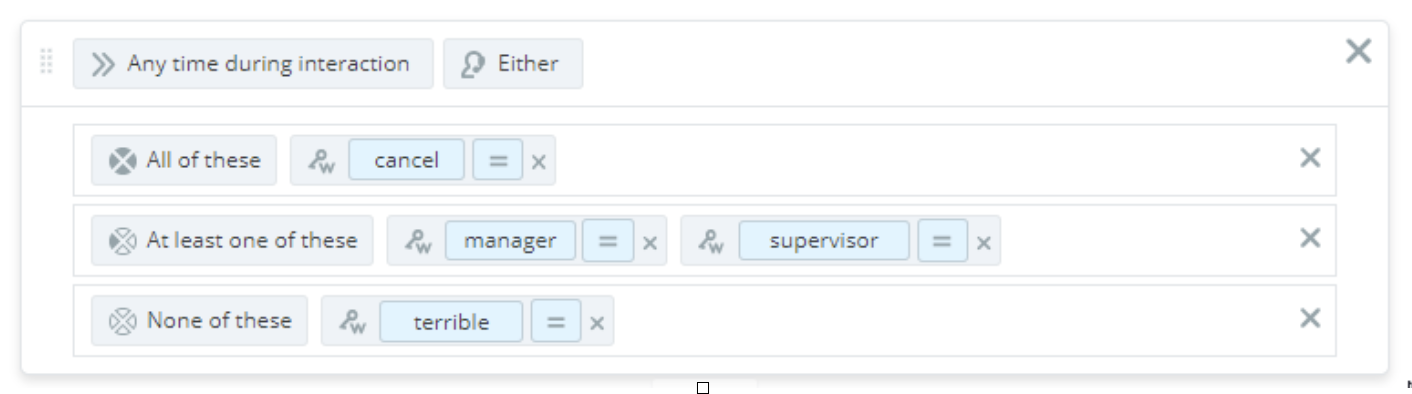 Any time during interaction Either
All of these cancel =
At least one of these manager = supervisor =
None of these terrible =